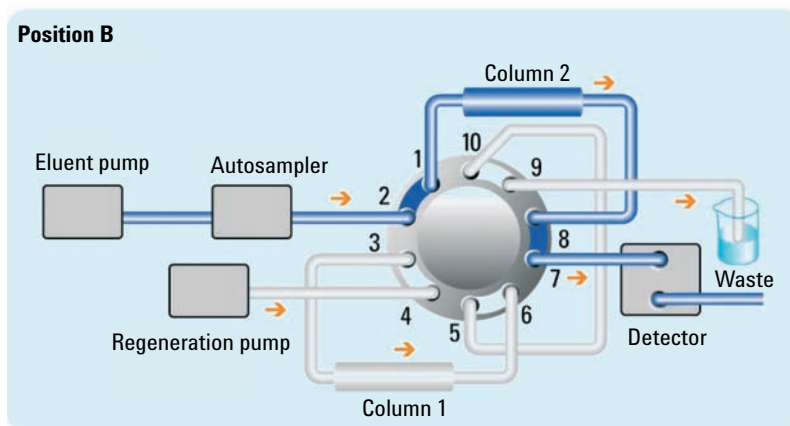 Position B
Column 2
1
10
9
Eluent pump
Autosampler
2
3
8
7
Waste
4
5
6
Regeneration pump
Detector
Column 1